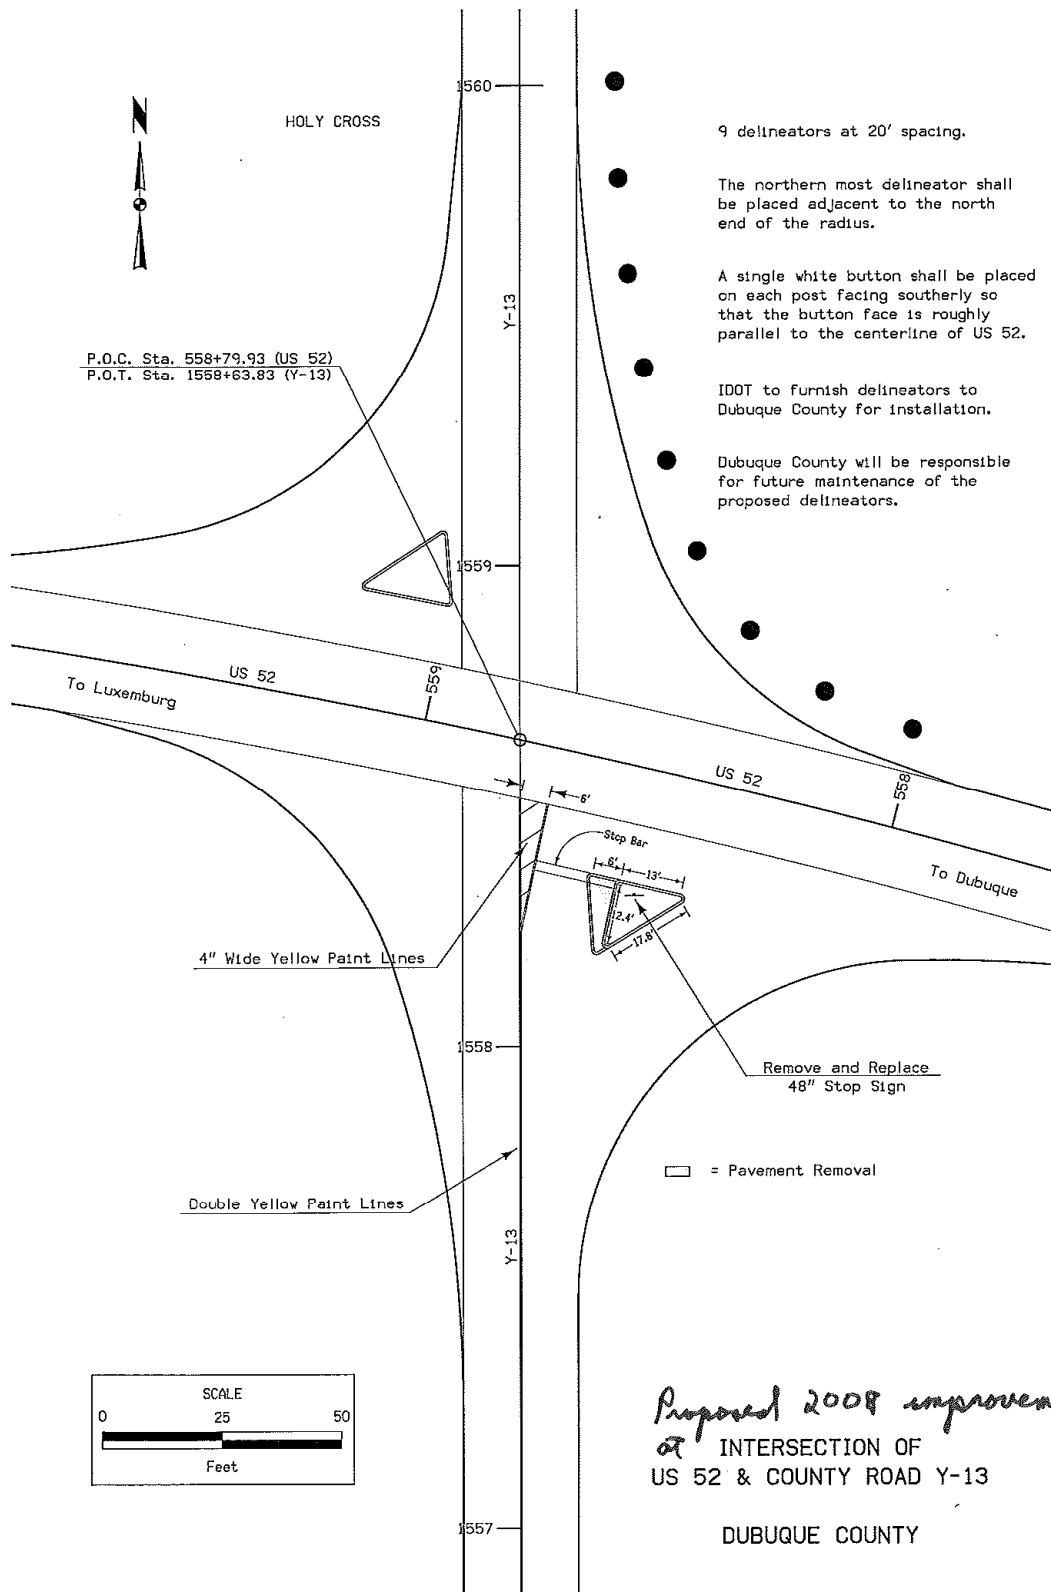 1560
N
HOLY CROSS
9 delineators at 20' spacing.
The northern most delineator shall
be placed adjacent to the north
end of the radius.
A single white button shall be placed
on each post facing southerly so
that the button face is roughly
parallel to the centerline of US 52.
Y-13
P.O.C. Sta. 558+79.93 (US 52)
P.O.T. Sta. 1558+63.83 (Y-13)
IDOT to furnish delineators to
Dubuque County for installation.
Dubuque County will be responsible
for future maintenance of the
proposed delineators.
1559
US 52
559
To Luxemburg
US 52
558
6'
Stop Bar
6'
13'
To Dubuque
12.4'
17.8'
4" Wide Yellow Paint Lines
1558
Remove and Replace
48" Stop Sign
= Pavement Removal
Double Yellow Paint Lines
Y-13
SCALE
0 25 50
Feet
Proposed 2008 improvem
at INTERSECTION OF
US 52 & COUNTY ROAD Y-13
DUBUQUE COUNTY
1557